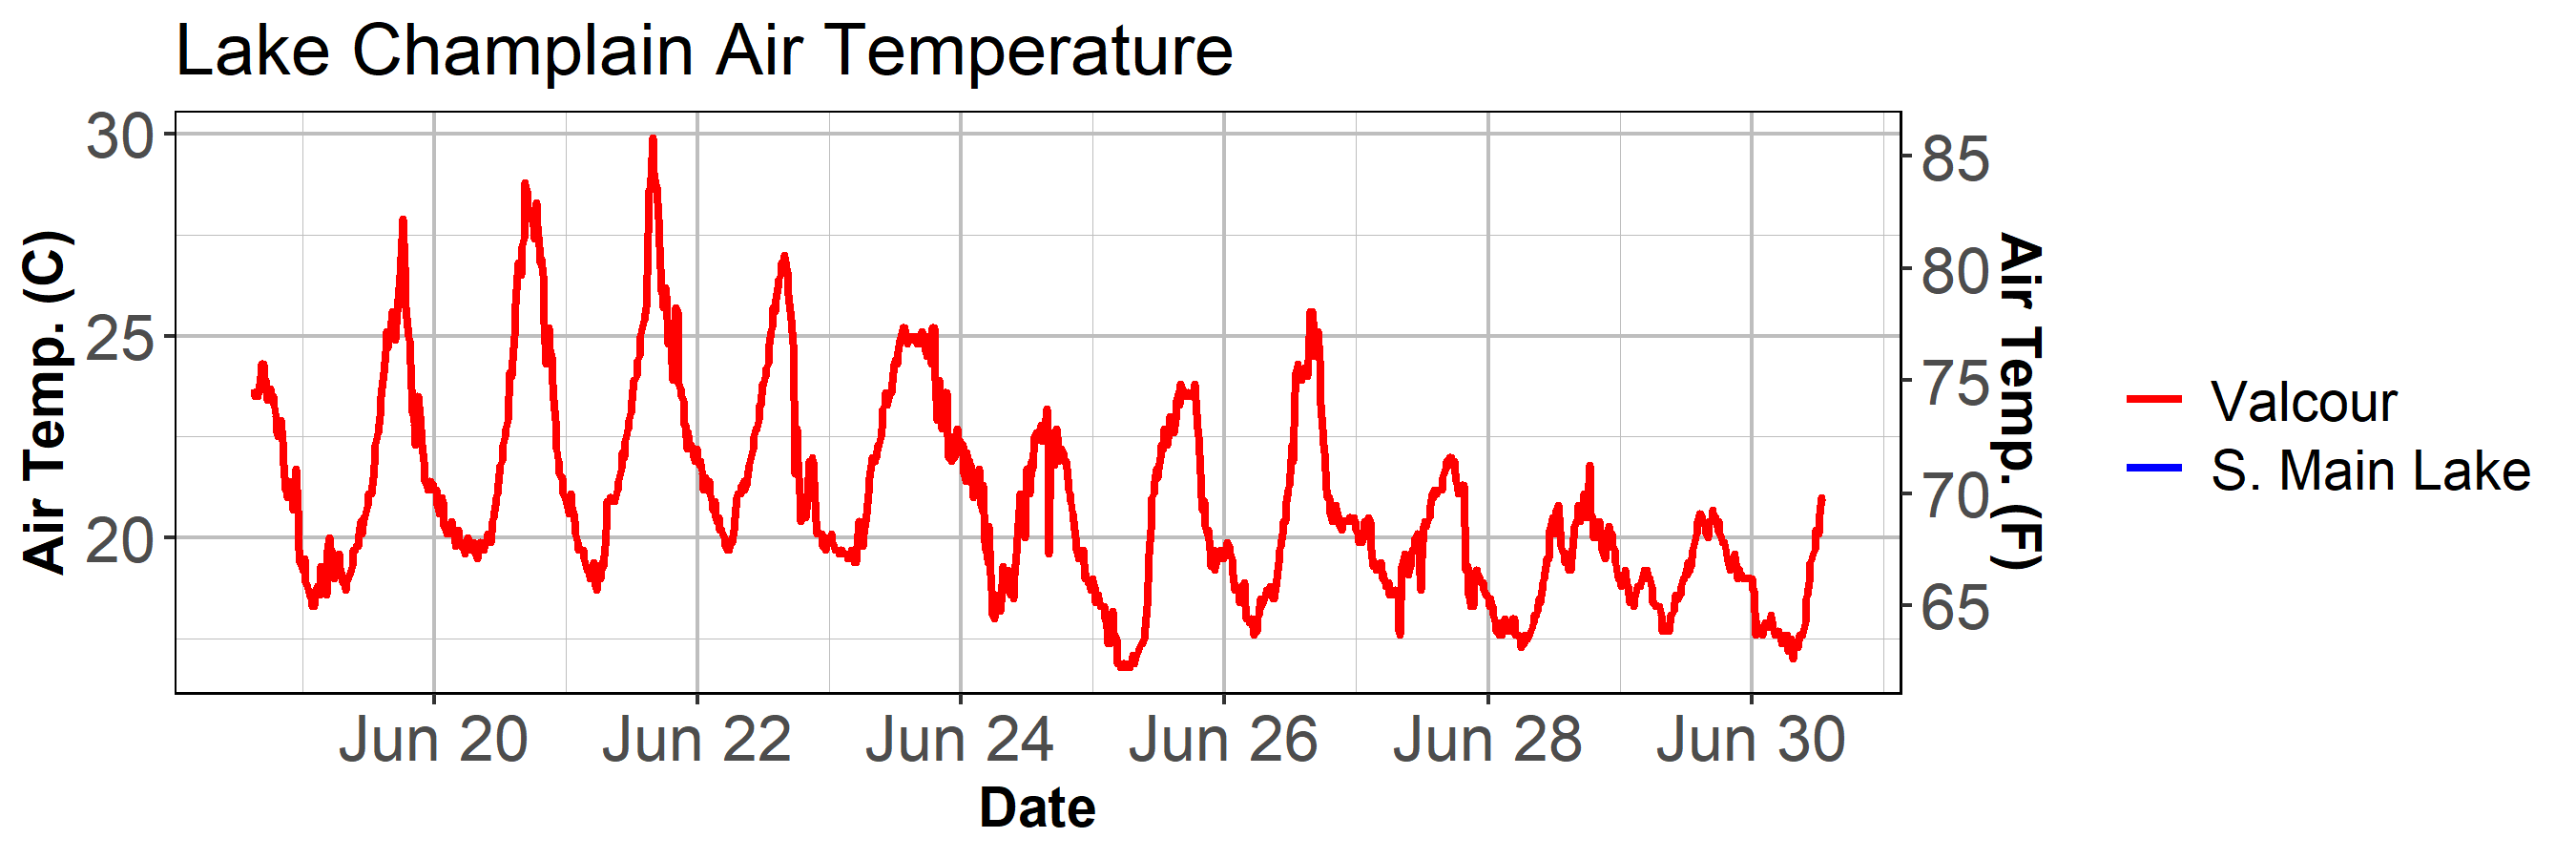 Lake Champlain Air Temperature
Air Temp. (C)
30
25
20
85
80
75
70
65
Air Temp. (F)
Valcour
S. Main Lake
Jun 20
Jun 22
Jun 24
Jun 26
Jun 28
Jun 30
Date